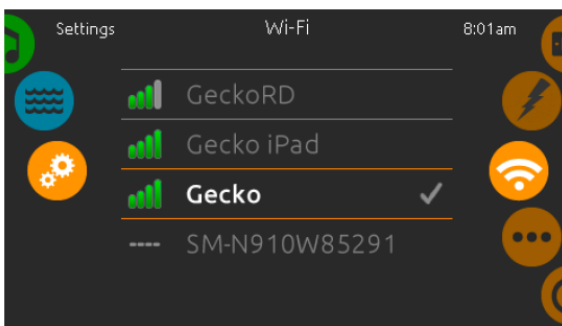 Settings Wi-Fi 8:01am
GeckoRD
Gecko iPad
Gecko
SM-N910W85291